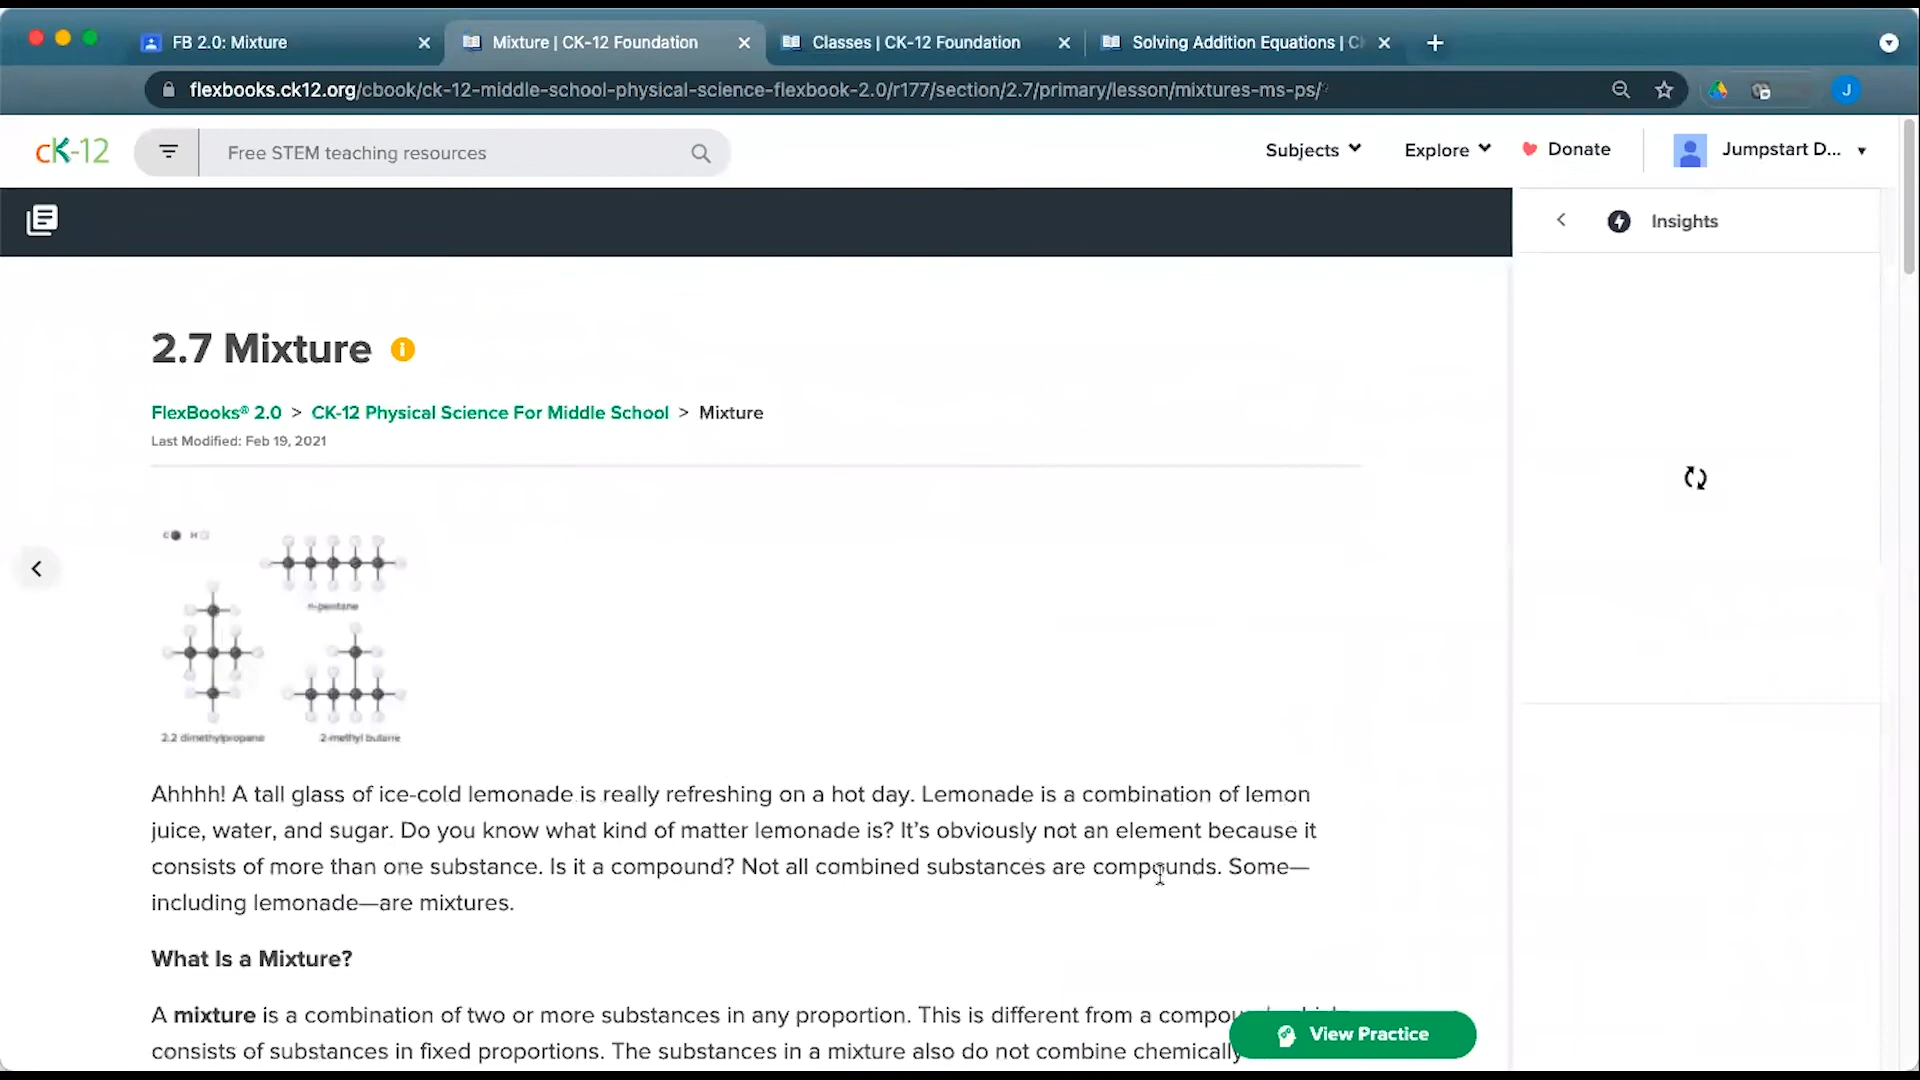 FB 2.0: Mixture
Mixture | CK-12 Foundation
Classes | CK-12 Foundation
Solving Addition Equations |
flexbooks.ck12.org/cbook/ck-12-middle-school-physical-science-flexbook-2.0/r177/section/2.7/primary/lesson/mixtures-ms-ps/
J
cK-12
Free STEM teaching resources
Subjects
Explore
Donate
Jumpstart D...
Insights
2.7 Mixture
FlexBooks® 2.0 > CK-12 Physical Science For Middle School > Mixture
Last Modified: Feb 19, 2021
C H
n-pentane
2,2 dimethylpropane
2-methyl butane
Ahhhh! A tall glass of ice-cold lemonade is really refreshing on a hot day. Lemonade is a combination of lemon
juice, water, and sugar. Do you know what kind of matter lemonade is? It's obviously not an element because it
consists of more than one substance. Is it a compound? Not all combined substances are compounds. Some—
including lemonade—are mixtures.
What Is a Mixture?
A mixture is a combination of two or more substances in any proportion. This is different from a
consists of substances in fixed proportions. The substances in a mixture also do not combine chemically
View Practice